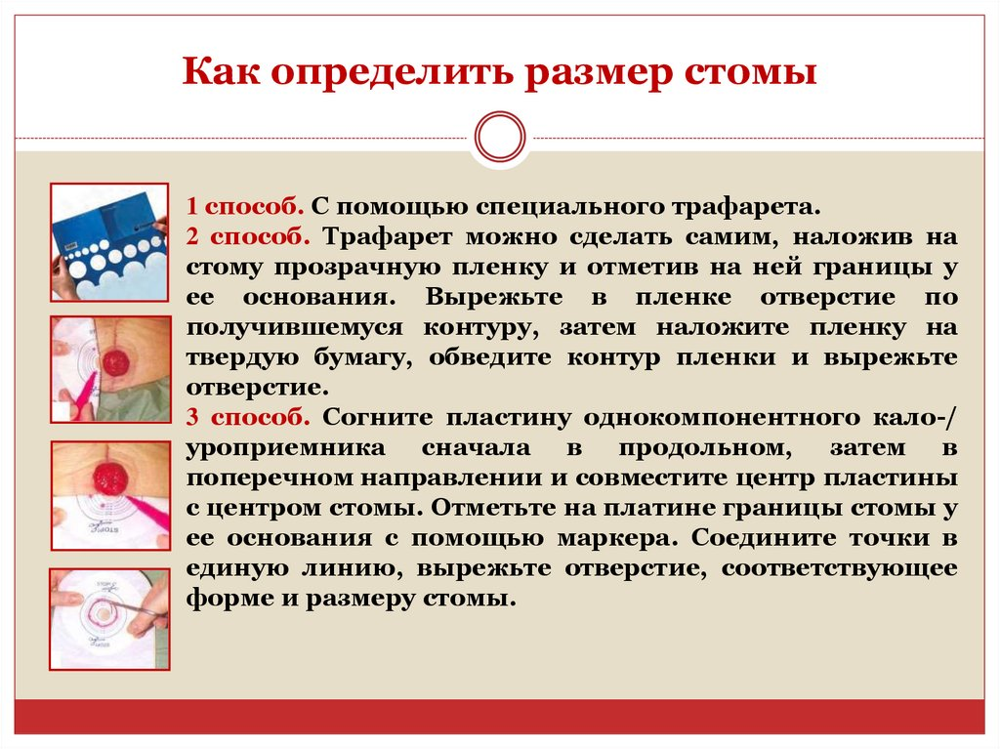 Как определить размер стомы
1 способ. С помощью специального трафарета.
2 способ. Трафарет можно сделать самим, наложив на
стому прозрачную пленку и отметив на ней границы у
ее основания. Вырежьте в пленке отверстие по
получившемуся контуру, затем наложите пленку на
твердую бумагу, обведите контур пленки и вырежьте
отверстие.
3 способ. Согните пластину однокомпонентного кало-/
уроприемника сначала в продольном, затем в
поперечном направлении и совместите центр пластины
с центром стомы. Отметьте на платине границы стомы у
ее основания с помощью маркера. Соедините точки в
единую линию, вырежьте отверстие, соответствующее
форме и размеру стомы.